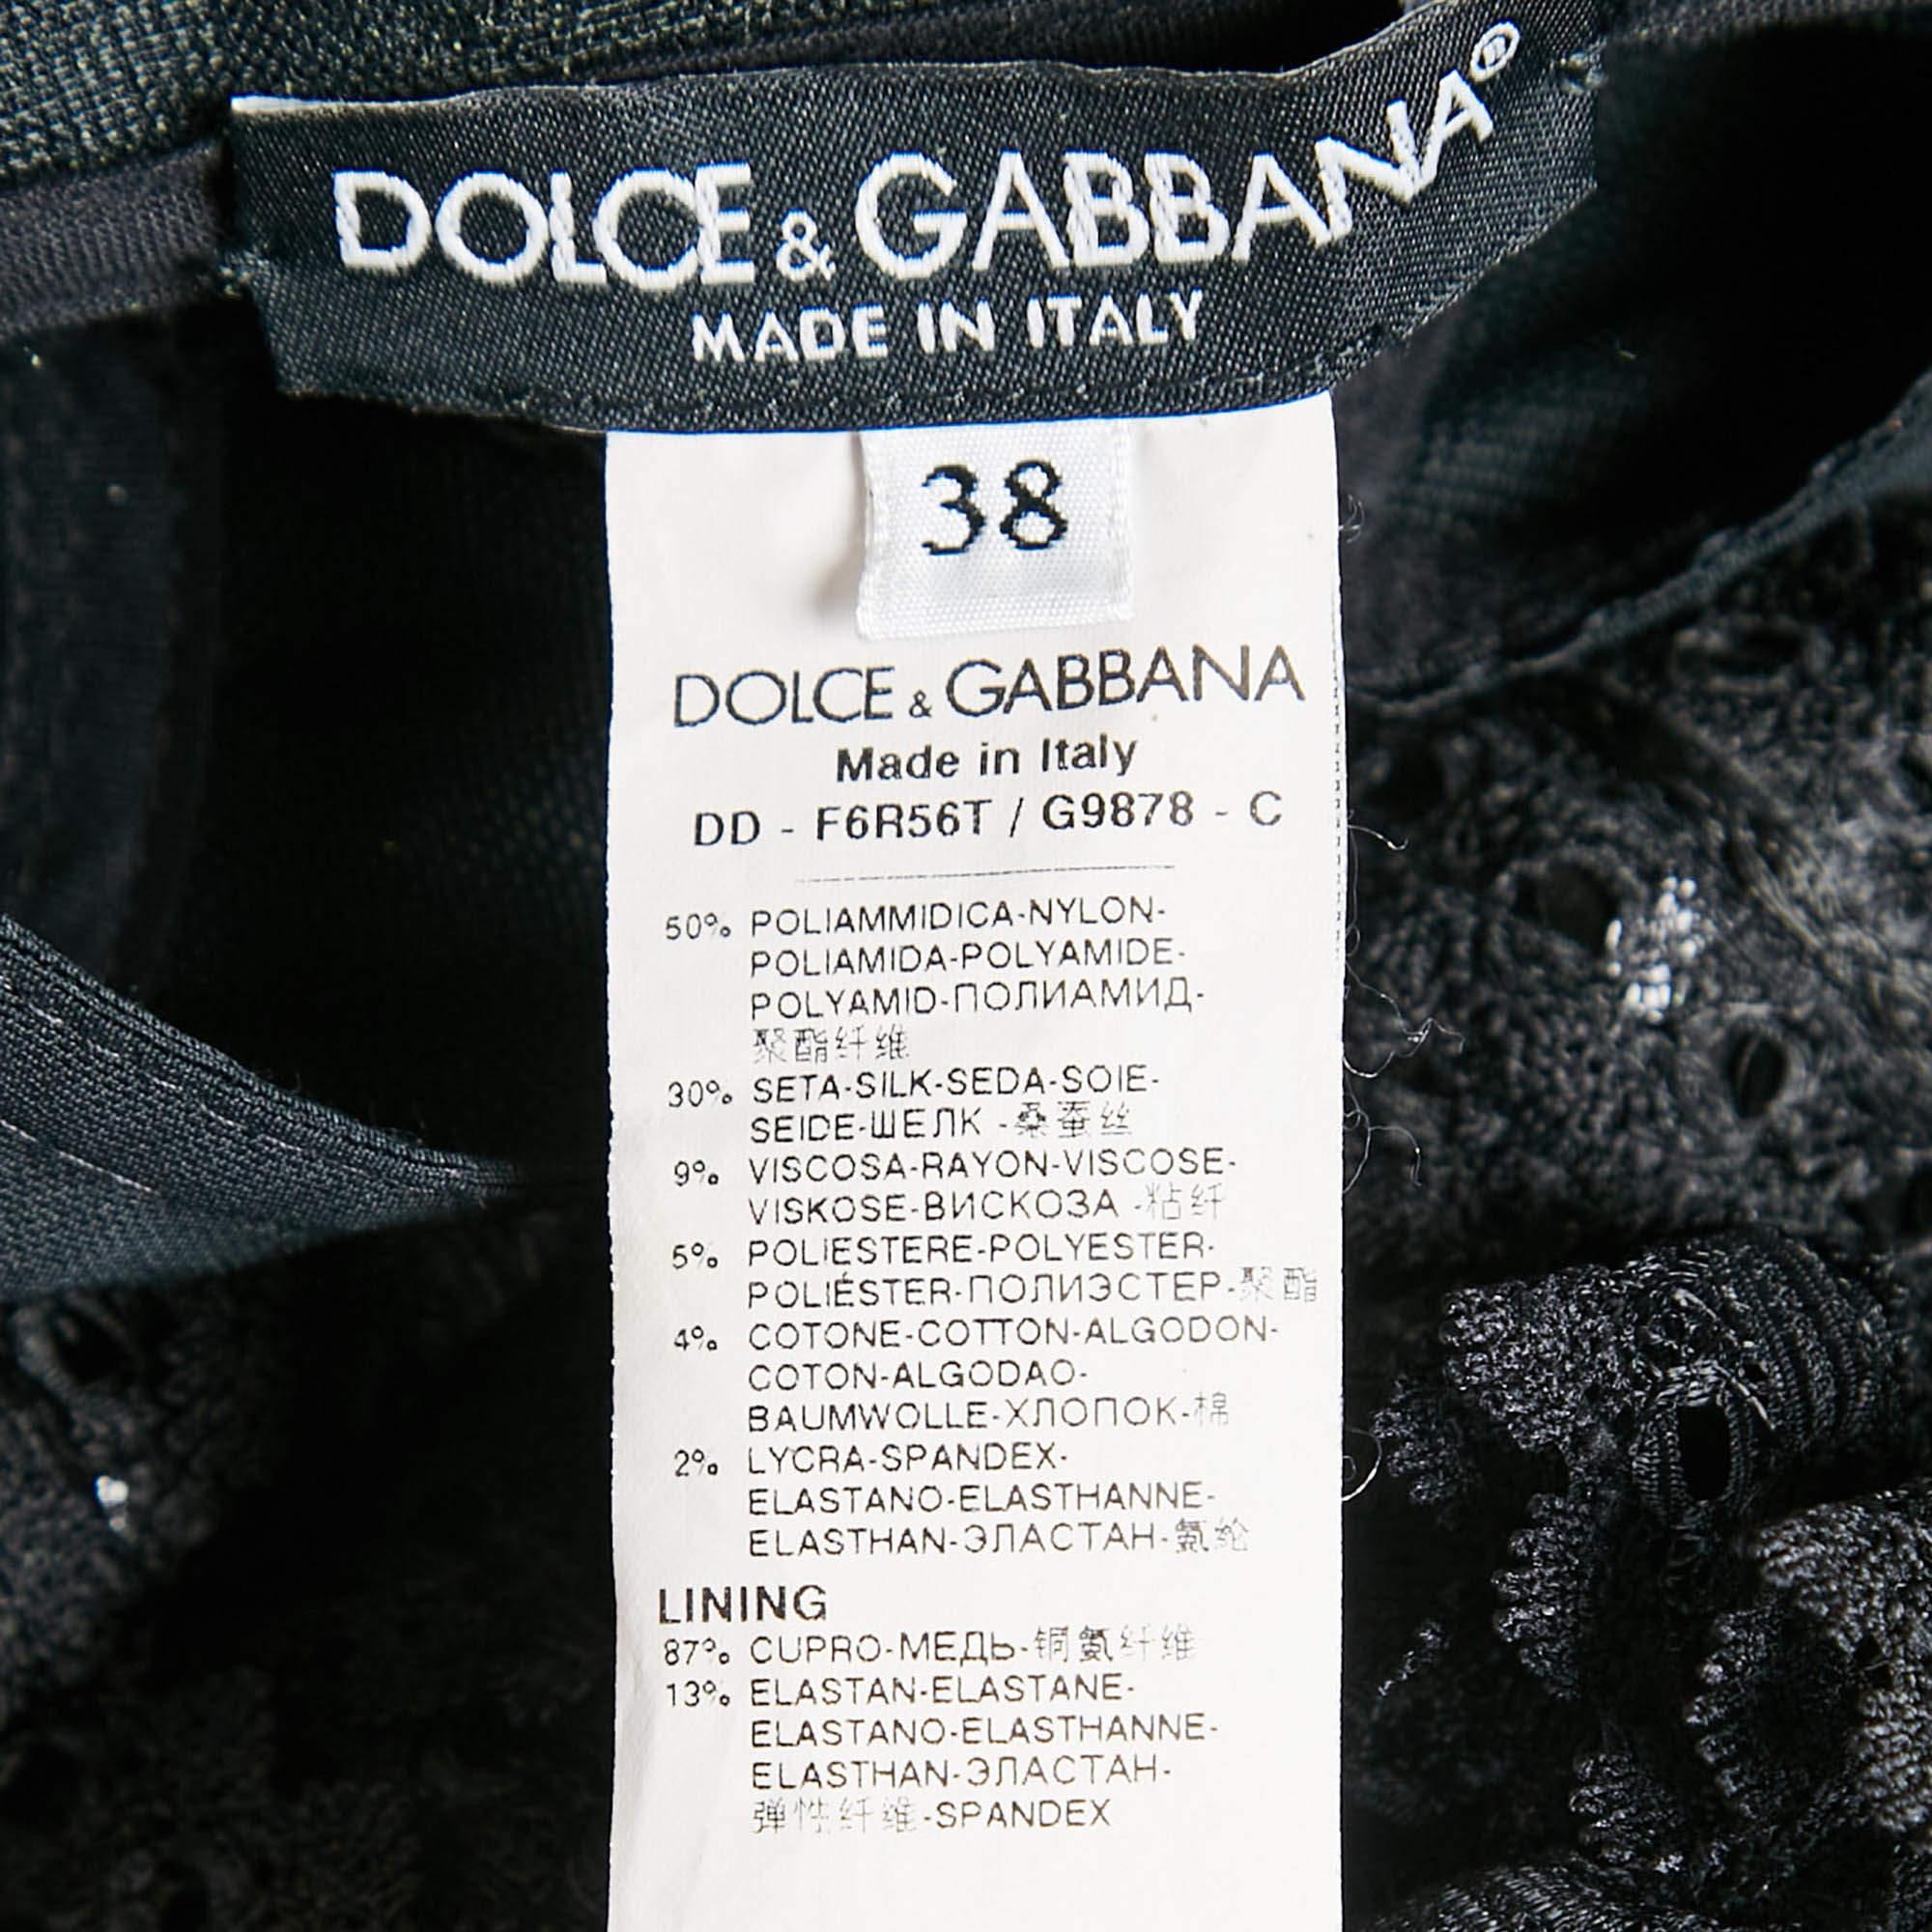 DOLCE & GABBANA®
MADE IN ITALY
38
DOLCE & GABBANA
Made in Italy
DD - F6R56T / G9878 - C
50% POLIAMMIDICA-NYLON-
POLIAMIDA-POLYAMIDE-
POLYAMID-ПОЛИАМИД-
聚酯纤维
30% SETA-SILK-SEDA-SOIE-
SEIDE-ШЕЛК -桑蚕丝
9% VISCOSA-RAYON-VISCOSE-
VISKOSE-ВИСКОЗА -粘纤
5% POLIESTERE-POLYESTER-
POLIÉSTER-ПОЛИЭСТЕР-聚酯
4% COTONE-COTTON-ALGODON-
COTON-ALGODAO-
BAUMWOLLE-ХЛОПОК-棉
2% LYCRA-SPANDEX-
ELASTANO-ELASTHANNE-
ELASTHAN-ЭЛАСТАН-氨纶
LINING
87% CUPRO-МЕДЬ-铜氨纤维
13% ELASTAN-ELASTANE-
ELASTANO-ELASTHANNE-
ELASTHAN-ЭЛАСТАН-
弹性纤维-SPANDEX